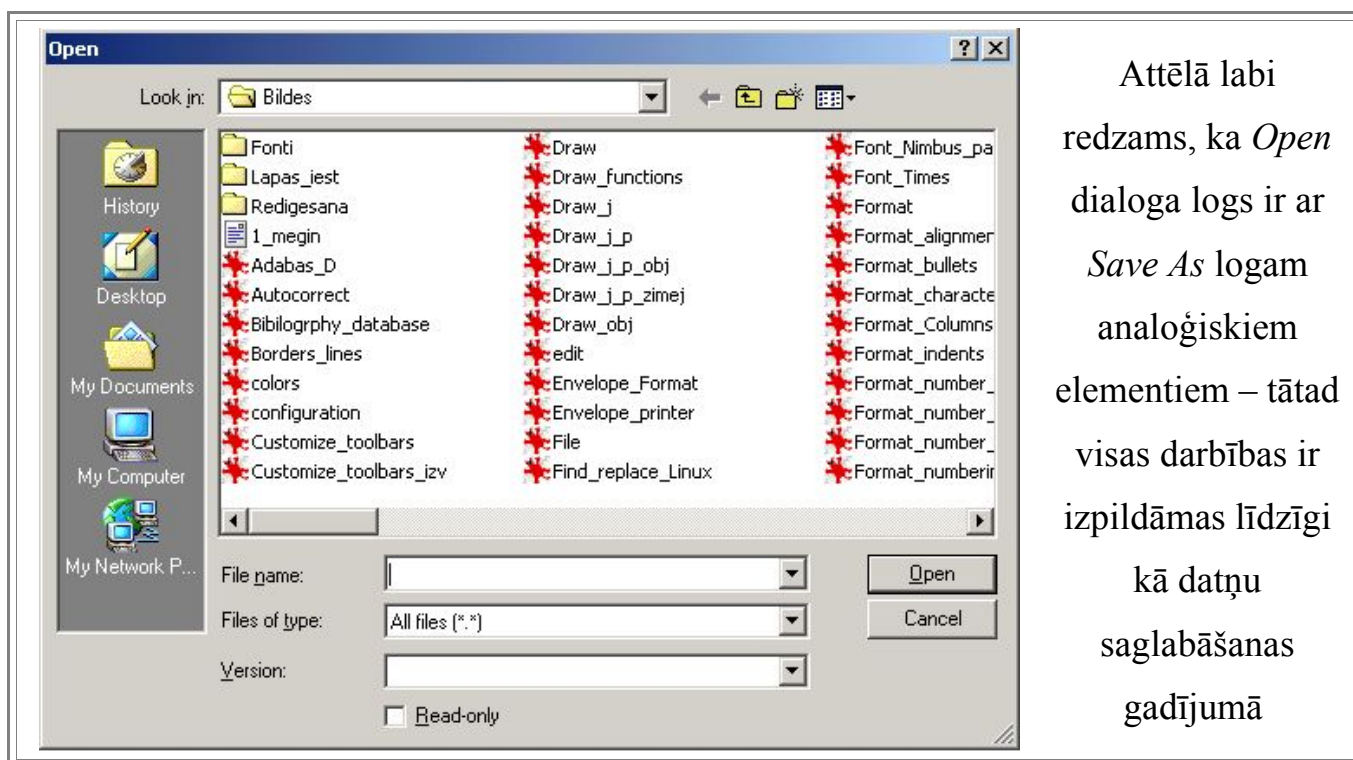 Open
Look in: Bildes
History
Desktop
My Documents
My Computer
My Network P...
Fonti
Lapas_iest
Redigesana
1_megin
Adabas_D
Autocorrect
Bibilogrphy_database
Borders_lines
colors
configuration
Customize_toolbars
Customize_toolbars_izv
Draw
Draw_functions
Draw_j
Draw_j_p
Draw_j_p_obj
Draw_j_p_zimej
Draw_obj
edit
Envelope_Format
Envelope_printer
File
Find_replace_Linux
Font_Nimbus_pa
Font_Times
Format
Format_alignmer
Format_bullets
Format_characte
Format_Columns
Format_indents
Format_number_
Format_number_
Format_number_
Format_numberir
File name:
Open
Files of type: All files (*.*)
Cancel
Version:
Read-only
Attēlā labi
redzams, ka Open
dialoga logs ir ar
Save As logam
analoģiskiem
elementiem – tātad
visas darbības ir
izpildāmas līdzīgi
kā datņu
saglabāšanas
gadījumā